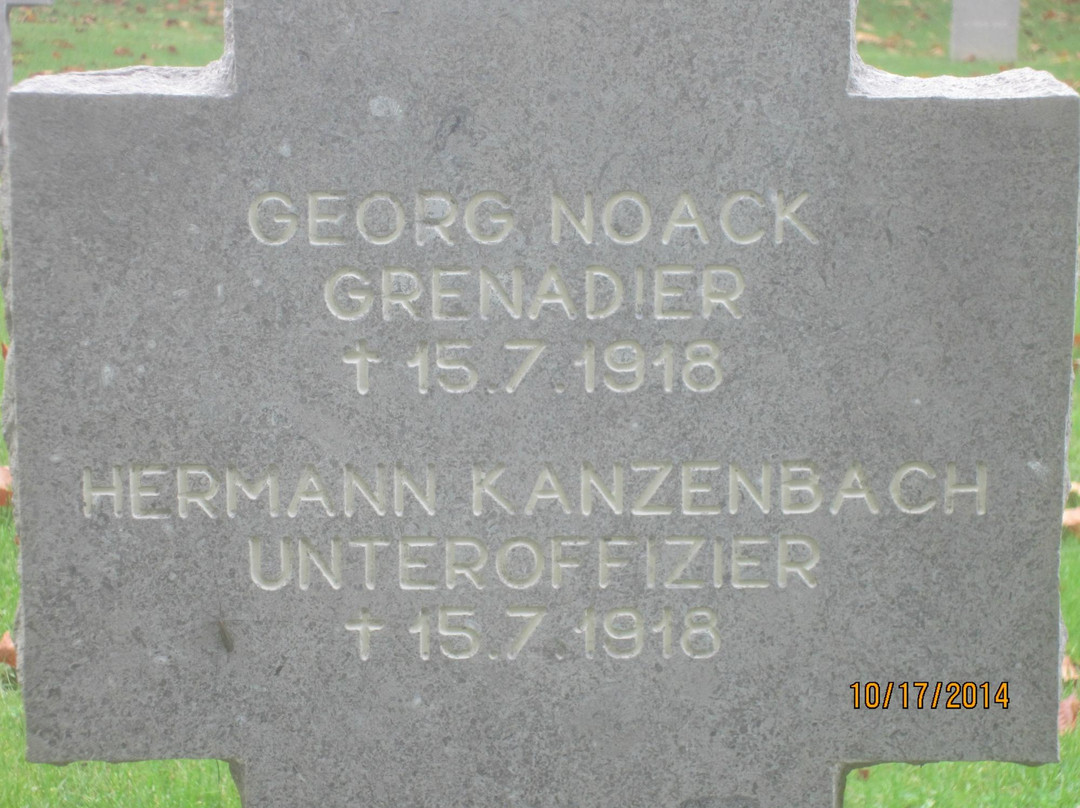 GEORG NOACK
GRENADIER
† 15.7.1918
HERMANN KANZENBACH
UNTEROFFIZIER
† 15.7.1918
10/17/2014